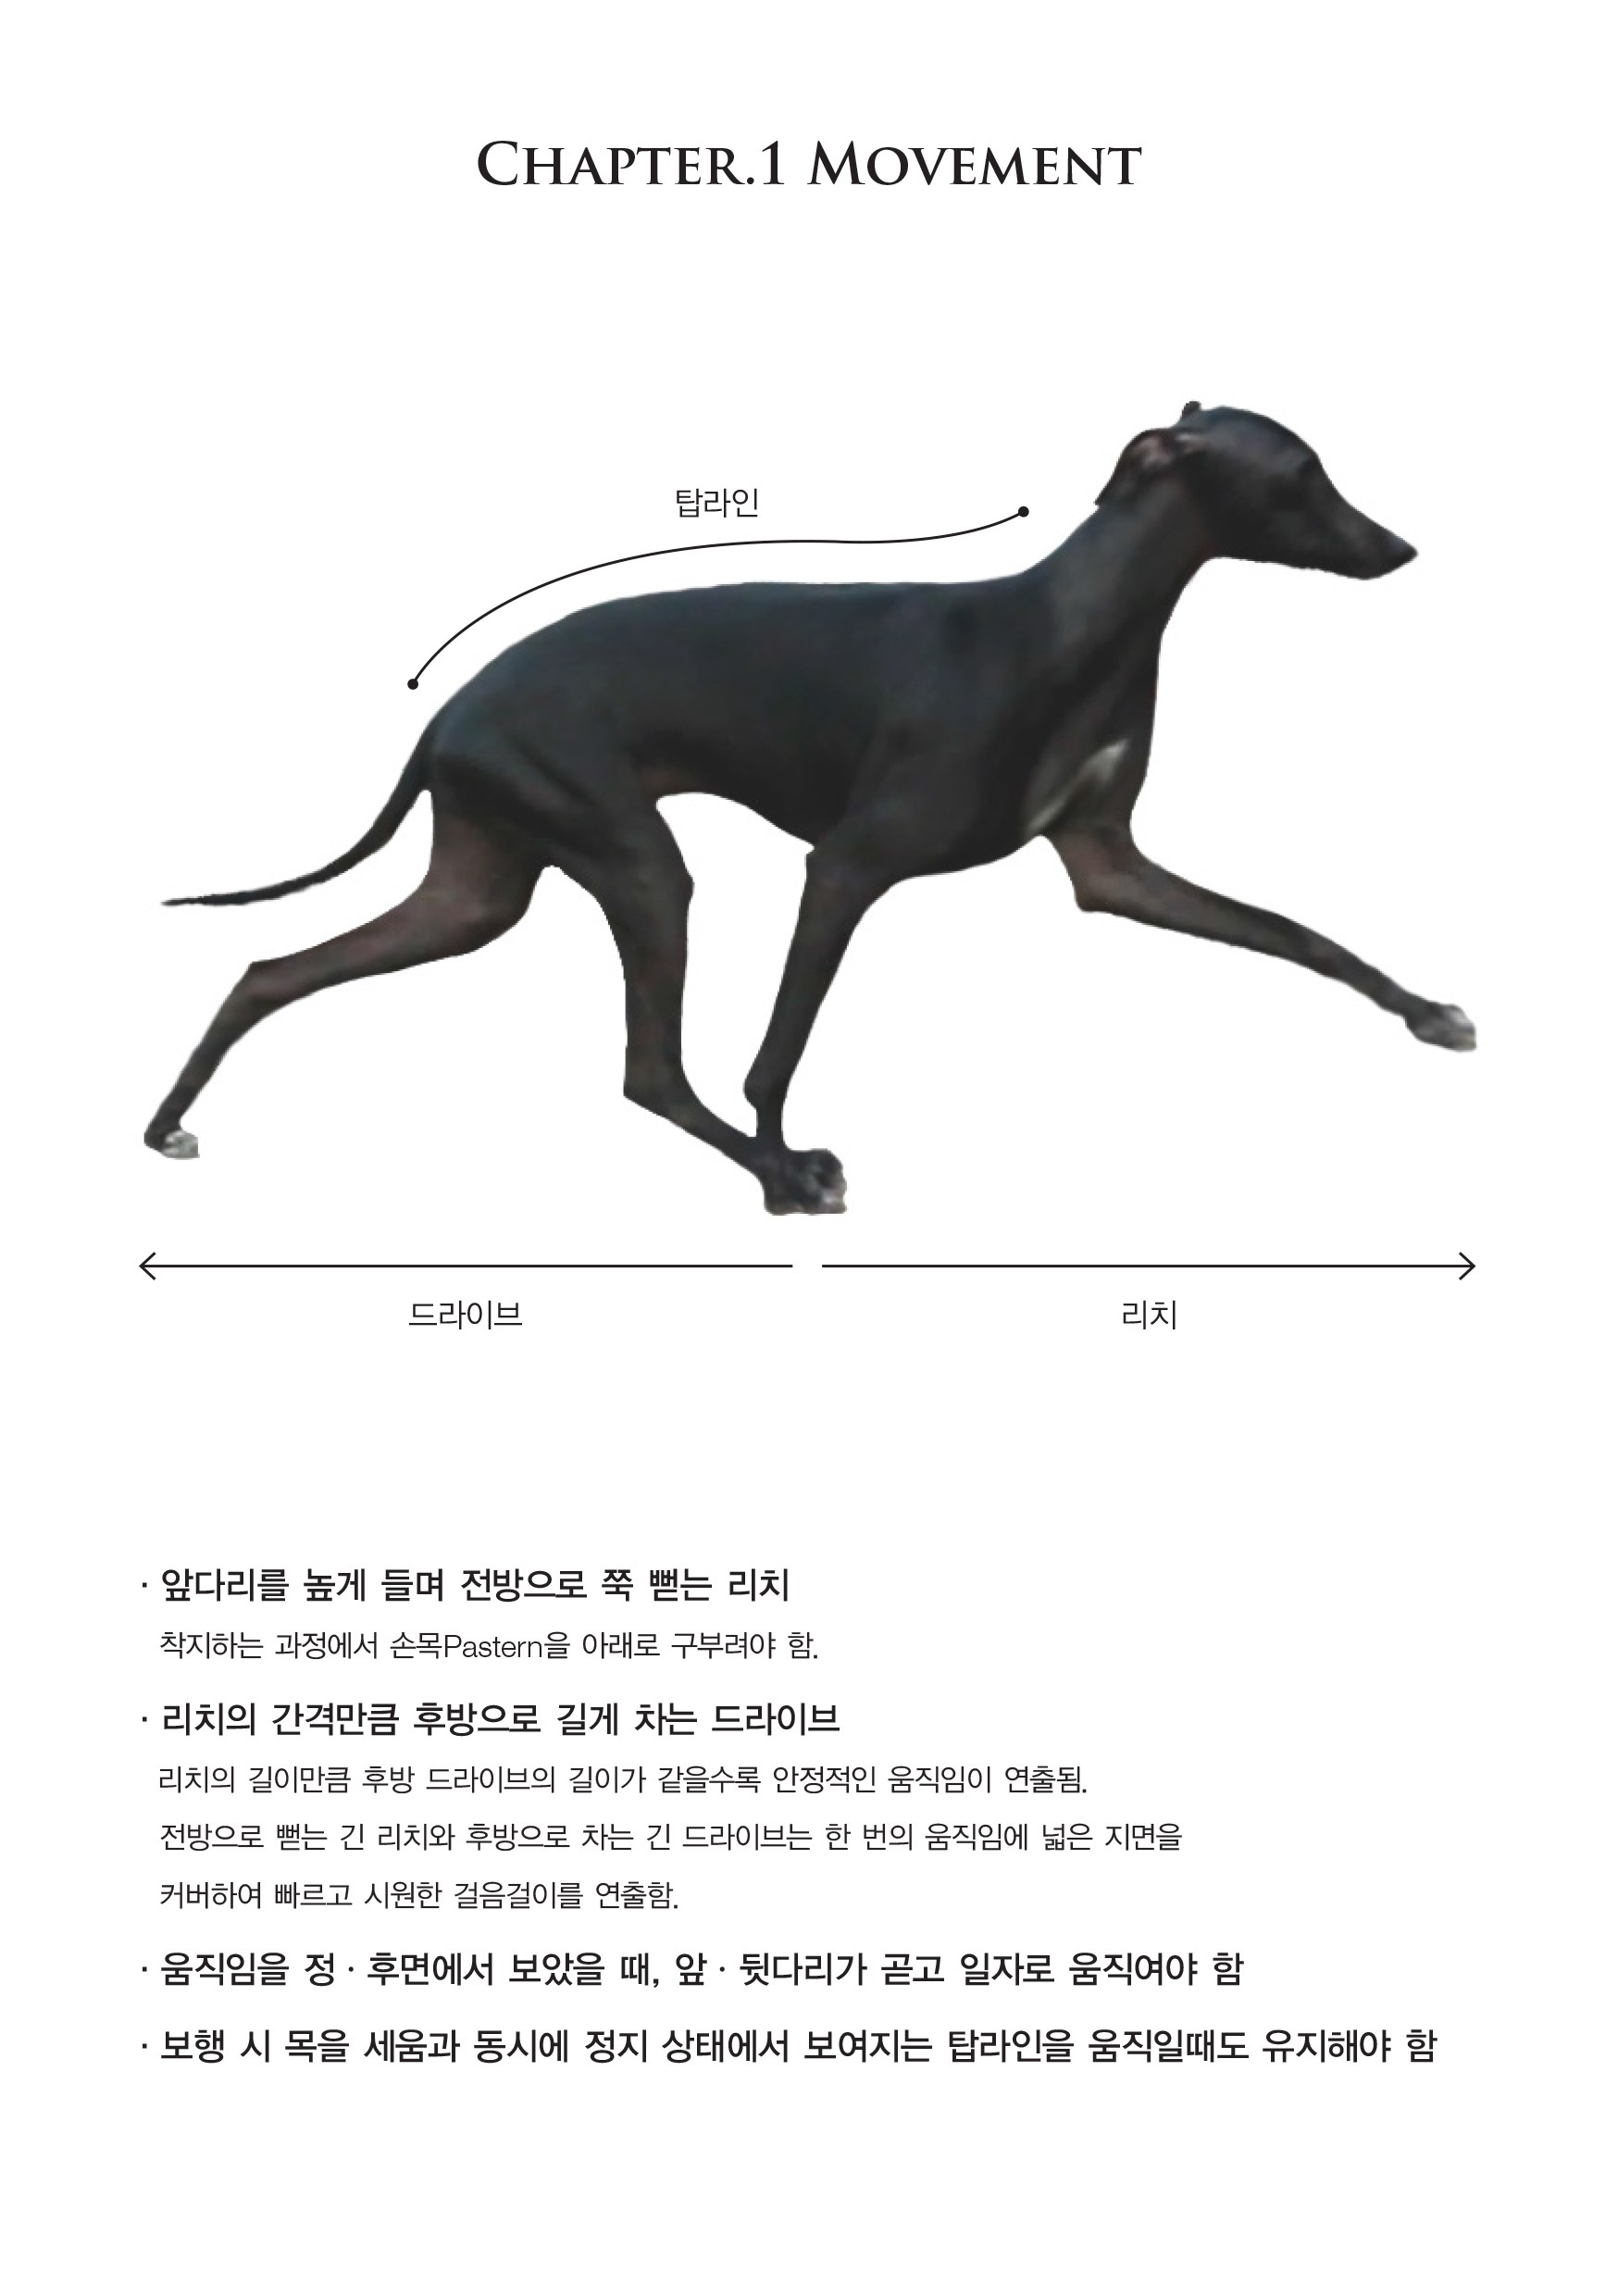 CHAPTER.1 MOVEMENT
탑라인
드라이브
리치
· 앞다리를 높게 들며 전방으로 쭉 뻗는 리치
착지하는 과정에서 손목Pastern을 아래로 구부려야 함.
· 리치의 간격만큼 후방으로 길게 차는 드라이브
리치의 길이만큼 후방 드라이브의 길이가 같을수록 안정적인 움직임이 연출됨.
전방으로 뻗는 긴 리치와 후방으로 차는 긴 드라이브는 한 번의 움직임에 넓은 지면을
커버하여 빠르고 시원한 걸음걸이를 연출함.
· 움직임을 정 · 후면에서 보았을 때, 앞 · 뒷다리가 곧고 일자로 움직여야 함
· 보행 시 목을 세움과 동시에 정지 상태에서 보여지는 탑라인을 움직일때도 유지해야 함